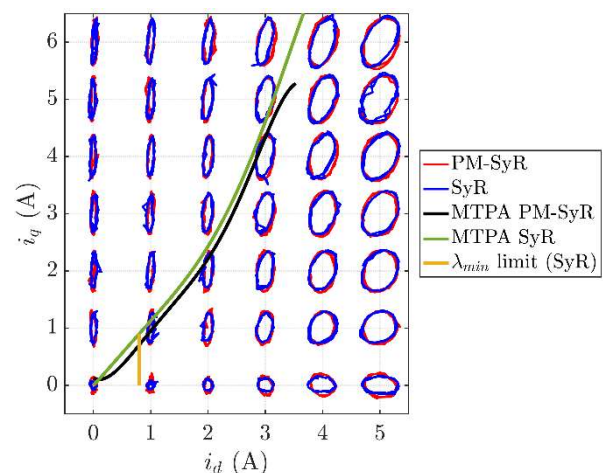 6
5
4
3
2
1
0
i_q (A)
0 1 2 3 4 5
i_d (A)
PM-SyR
SyR
MTPA PM-SyR
MTPA SyR
λ_min limit (SyR)